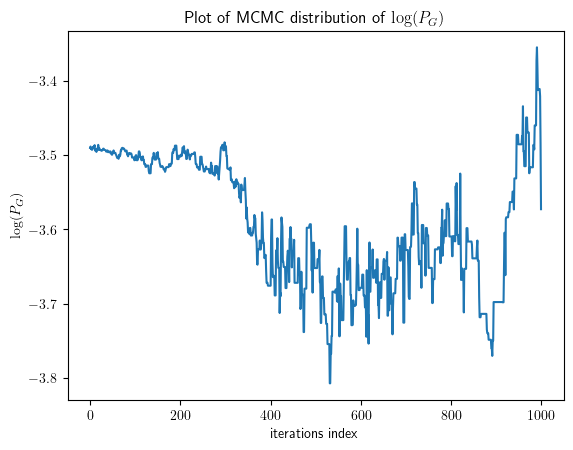 Plot of MCMC distribution of log(P_G)
log(P_G)
−3.4
−3.5
−3.6
−3.7
−3.8
0 200 400 600 800 1000
iterations index